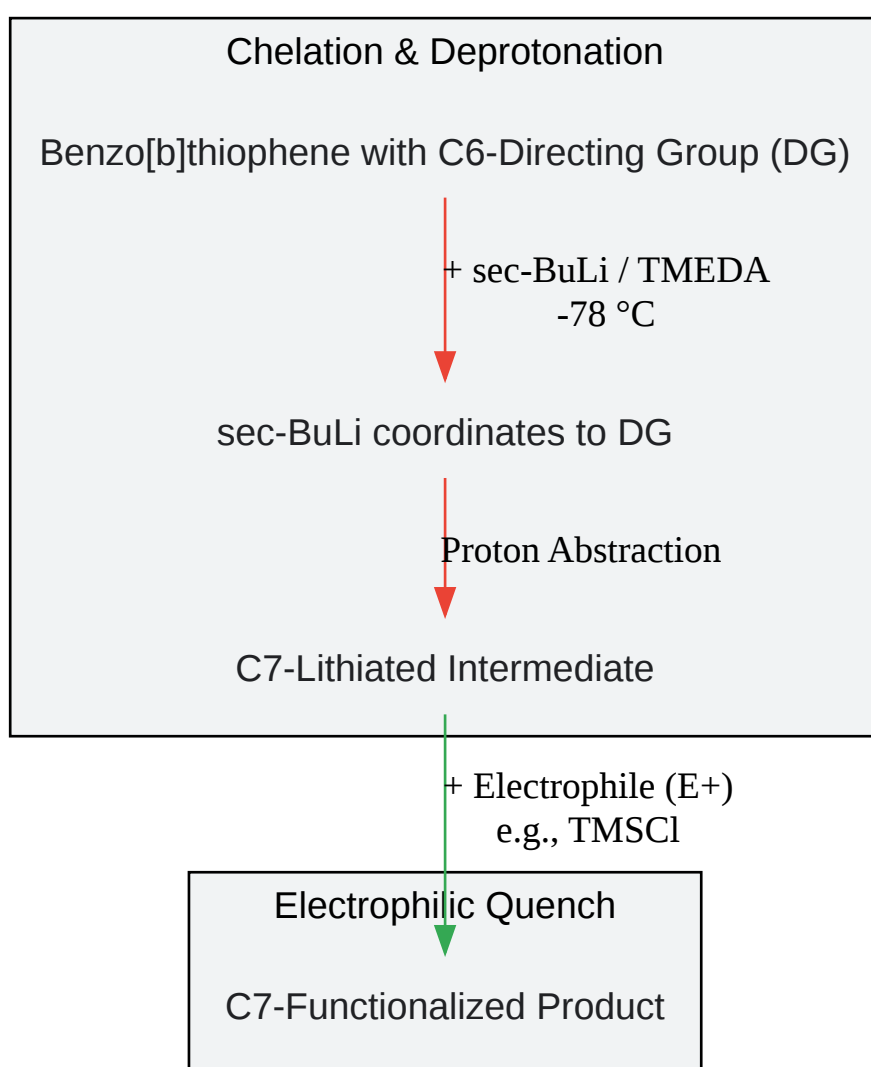 Chelation & Deprotonation
Benzo[b]thiophene with C6-Directing Group (DG)
+ sec-BuLi / TMEDA
-78 °C
sec-BuLi coordinates to DG
Proton Abstraction
C7-Lithiated Intermediate
+ Electrophile (E+)
e.g., TMSCl
Electrophilic Quench
C7-Functionalized Product